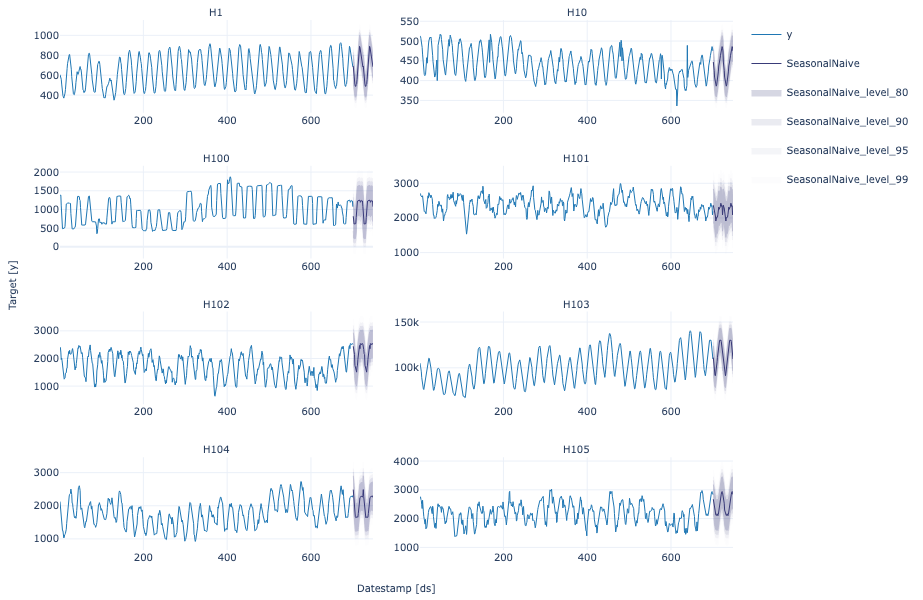 H1
H10
y
SeasonalNaive
SeasonalNaive_level_80
SeasonalNaive_level_90
SeasonalNaive_level_95
SeasonalNaive_level_99
1000
800
600
400
200
400
600
550
500
450
400
350
200
400
600
H100
H101
2000
1500
1000
500
0
200
400
600
3000
2000
1000
200
400
600
Target [y]
H102
H103
3000
2000
1000
200
400
600
150k
100k
200
400
600
H104
H105
3000
2000
1000
200
400
600
4000
3000
2000
1000
200
400
600
Datestamp [ds]